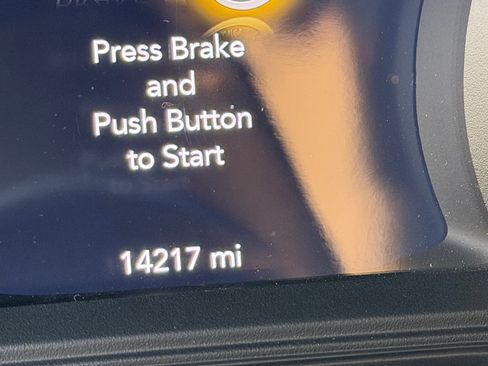 Press Brake
and
Push Button
to Start
14217 mi